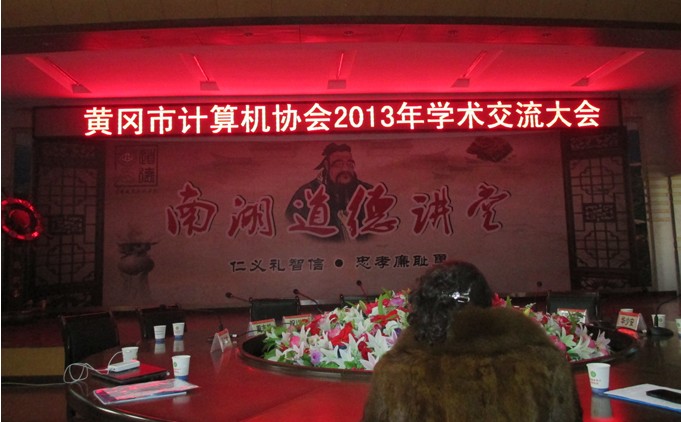 黄冈市计算机协会2013年学术交流大会
南湖道德讲堂
仁义礼智信·忠孝廉耻勇